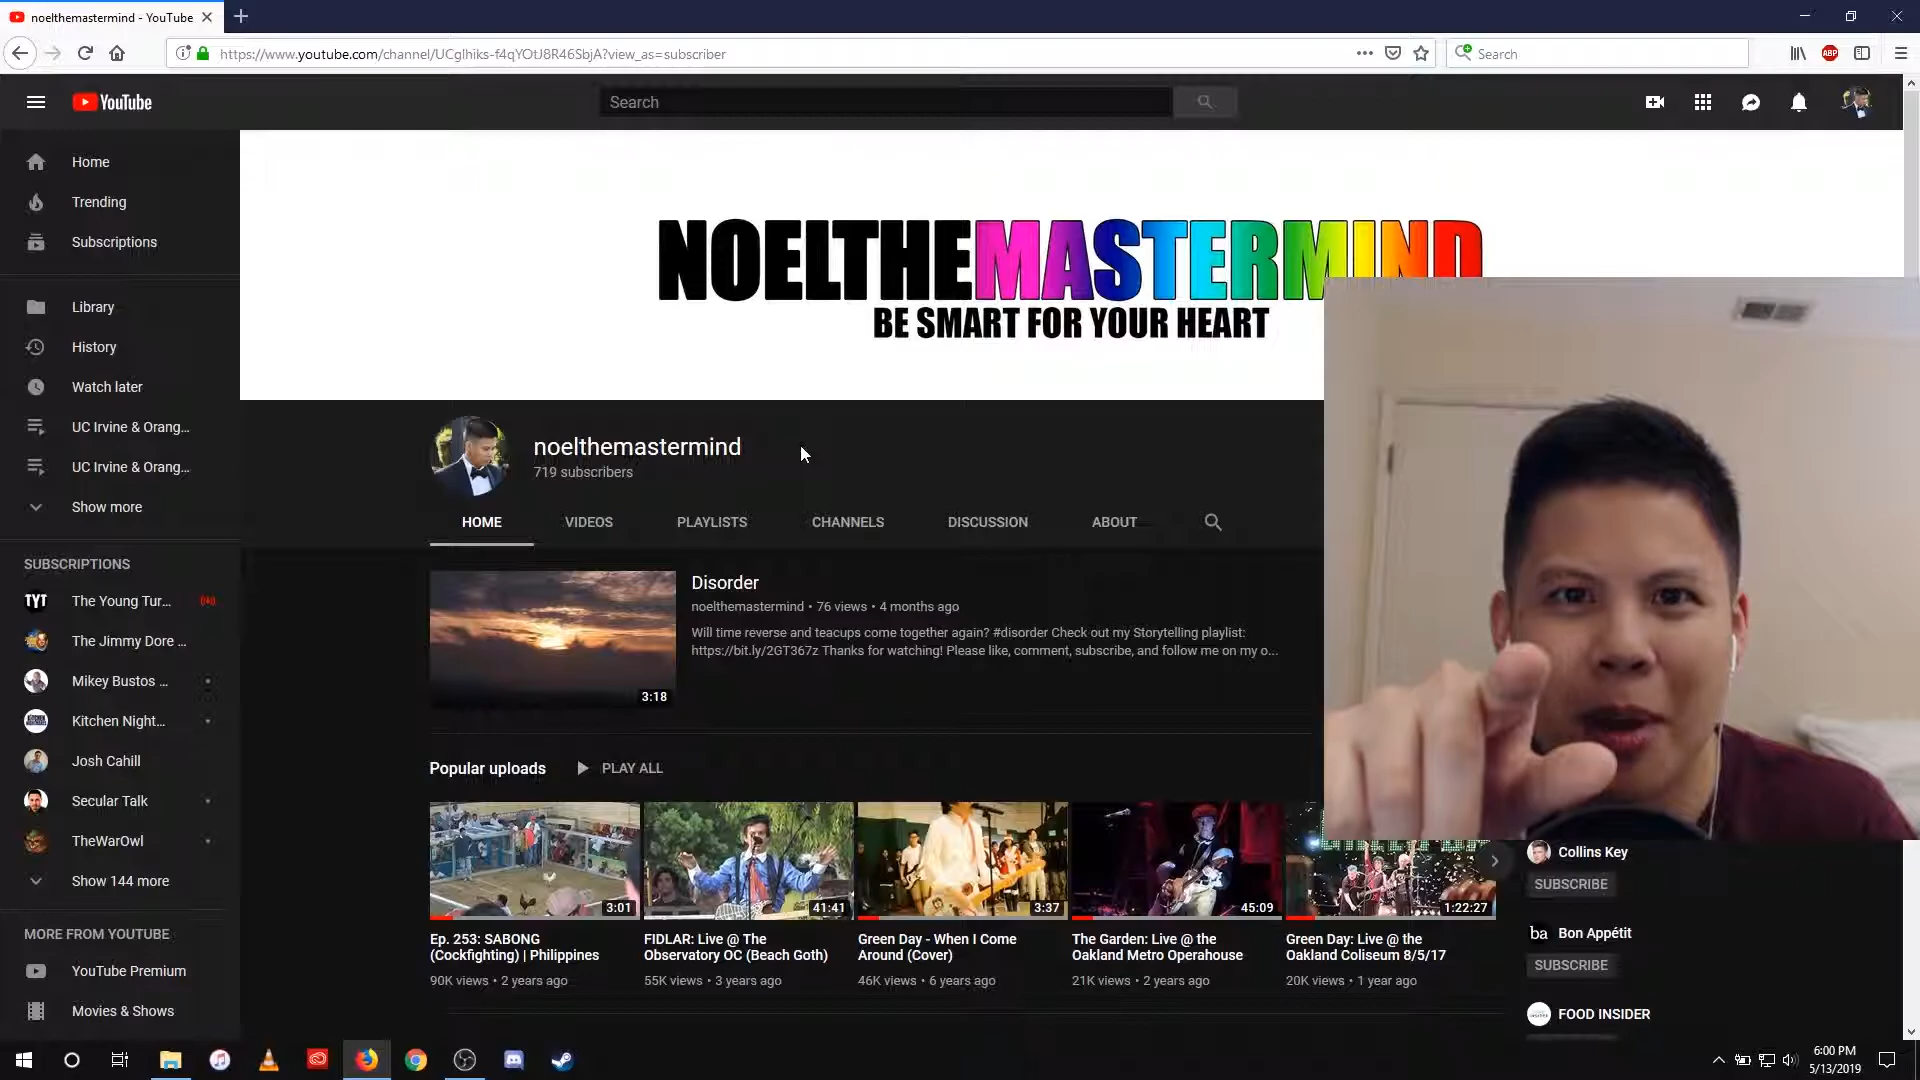 noelthemastermind - YouTube
https://www.youtube.com/channel/UCglhiks-f4qYOtJ8R46SbjA?view_as=subscriber
Search
ABP
YouTube
Search
Home
Trending
Subscriptions
Library
History
Watch later
UC Irvine & Orang...
UC Irvine & Orang...
Show more
SUBSCRIPTIONS
TYT
The Young Tur...
The Jimmy Dore ...
Mikey Bustos ...
Kitchen Night...
Josh Cahill
Secular Talk
TheWarOwl
Show 144 more
MORE FROM YOUTUBE
YouTube Premium
Movies & Shows
NOELTHEMASTERMIND
BE SMART FOR YOUR HEART
noelthemastermind
719 subscribers
HOME
VIDEOS
PLAYLISTS
CHANNELS
DISCUSSION
ABOUT
3:18
Disorder
noelthemastermind • 76 views • 4 months ago
Will time reverse and teacups come together again? #disorder Check out my Storytelling playlist:
https://bit.ly/2GT367z Thanks for watching! Please like, comment, subscribe, and follow me on my o...
Popular uploads
PLAY ALL
3:01
Ep. 253: SABONG
(Cockfighting) | Philippines
90K views • 2 years ago
41:41
FIDLAR: Live @ The
Observatory OC (Beach Goth)
55K views • 3 years ago
3:37
Green Day - When I Come
Around (Cover)
46K views • 6 years ago
45:09
The Garden: Live @ the
Oakland Metro Operahouse
21K views • 2 years ago
1:22:27
Green Day: Live @ the
Oakland Coliseum 8/5/17
20K views • 1 year ago
Collins Key
SUBSCRIBE
ba
Bon Appétit
SUBSCRIBE
FOOD INSIDER
6:00 PM
5/13/2019